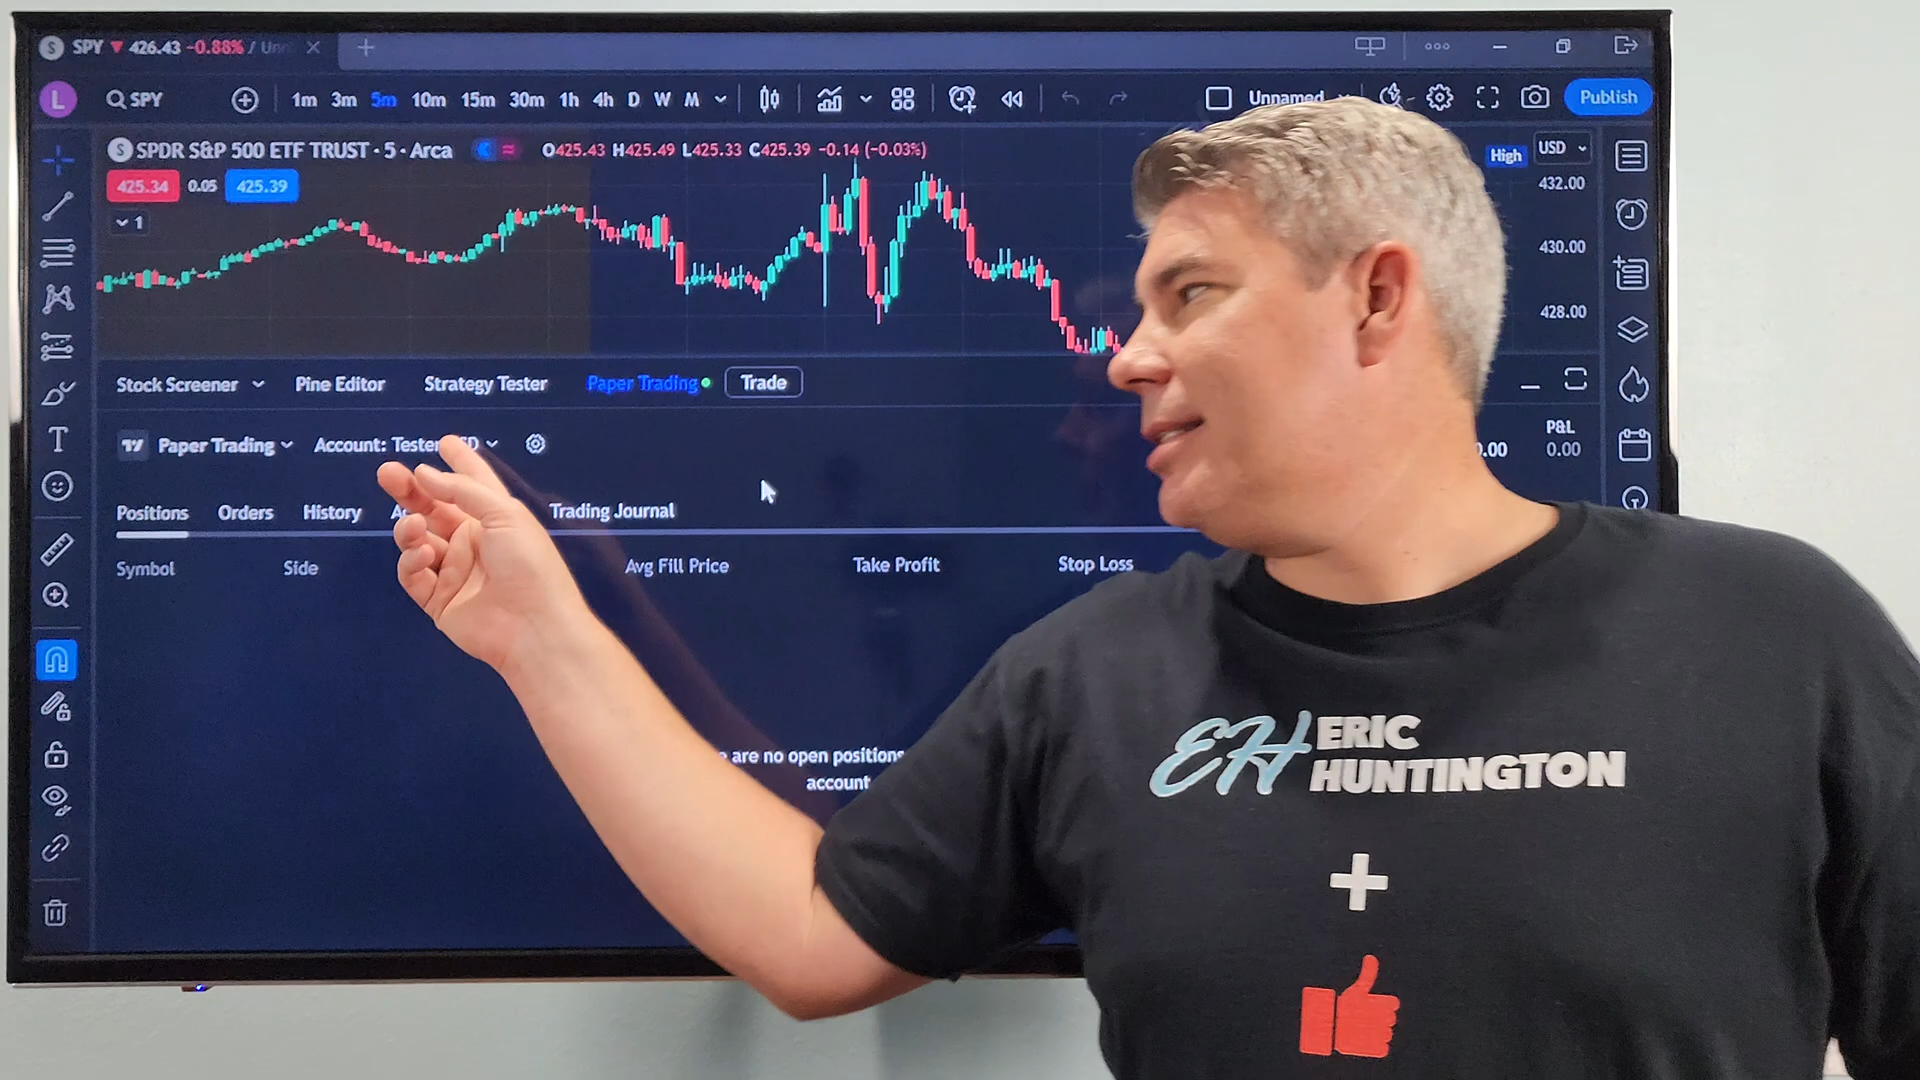 S SPY ▼ 426.43 -0.88% / Unn
L SPY 1m 3m 5m 10m 15m 30m 1h 4h D W M Unnamed Publish
S SPDR S&P 500 ETF TRUST · 5 · Arca O425.43 H425.49 L425.33 C425.39 -0.14 (-0.03%) High USD
425.34 0.05 425.39 432.00
1
430.00
428.00
Stock Screener Pine Editor Strategy Tester Paper Trading Trade
Paper Trading Account: Tester P&L
0.00
Positions Orders History Trading Journal
Symbol Side Avg Fill Price Take Profit Stop Loss
are no open positions
account
EH ERIC
HUNTINGTON
+